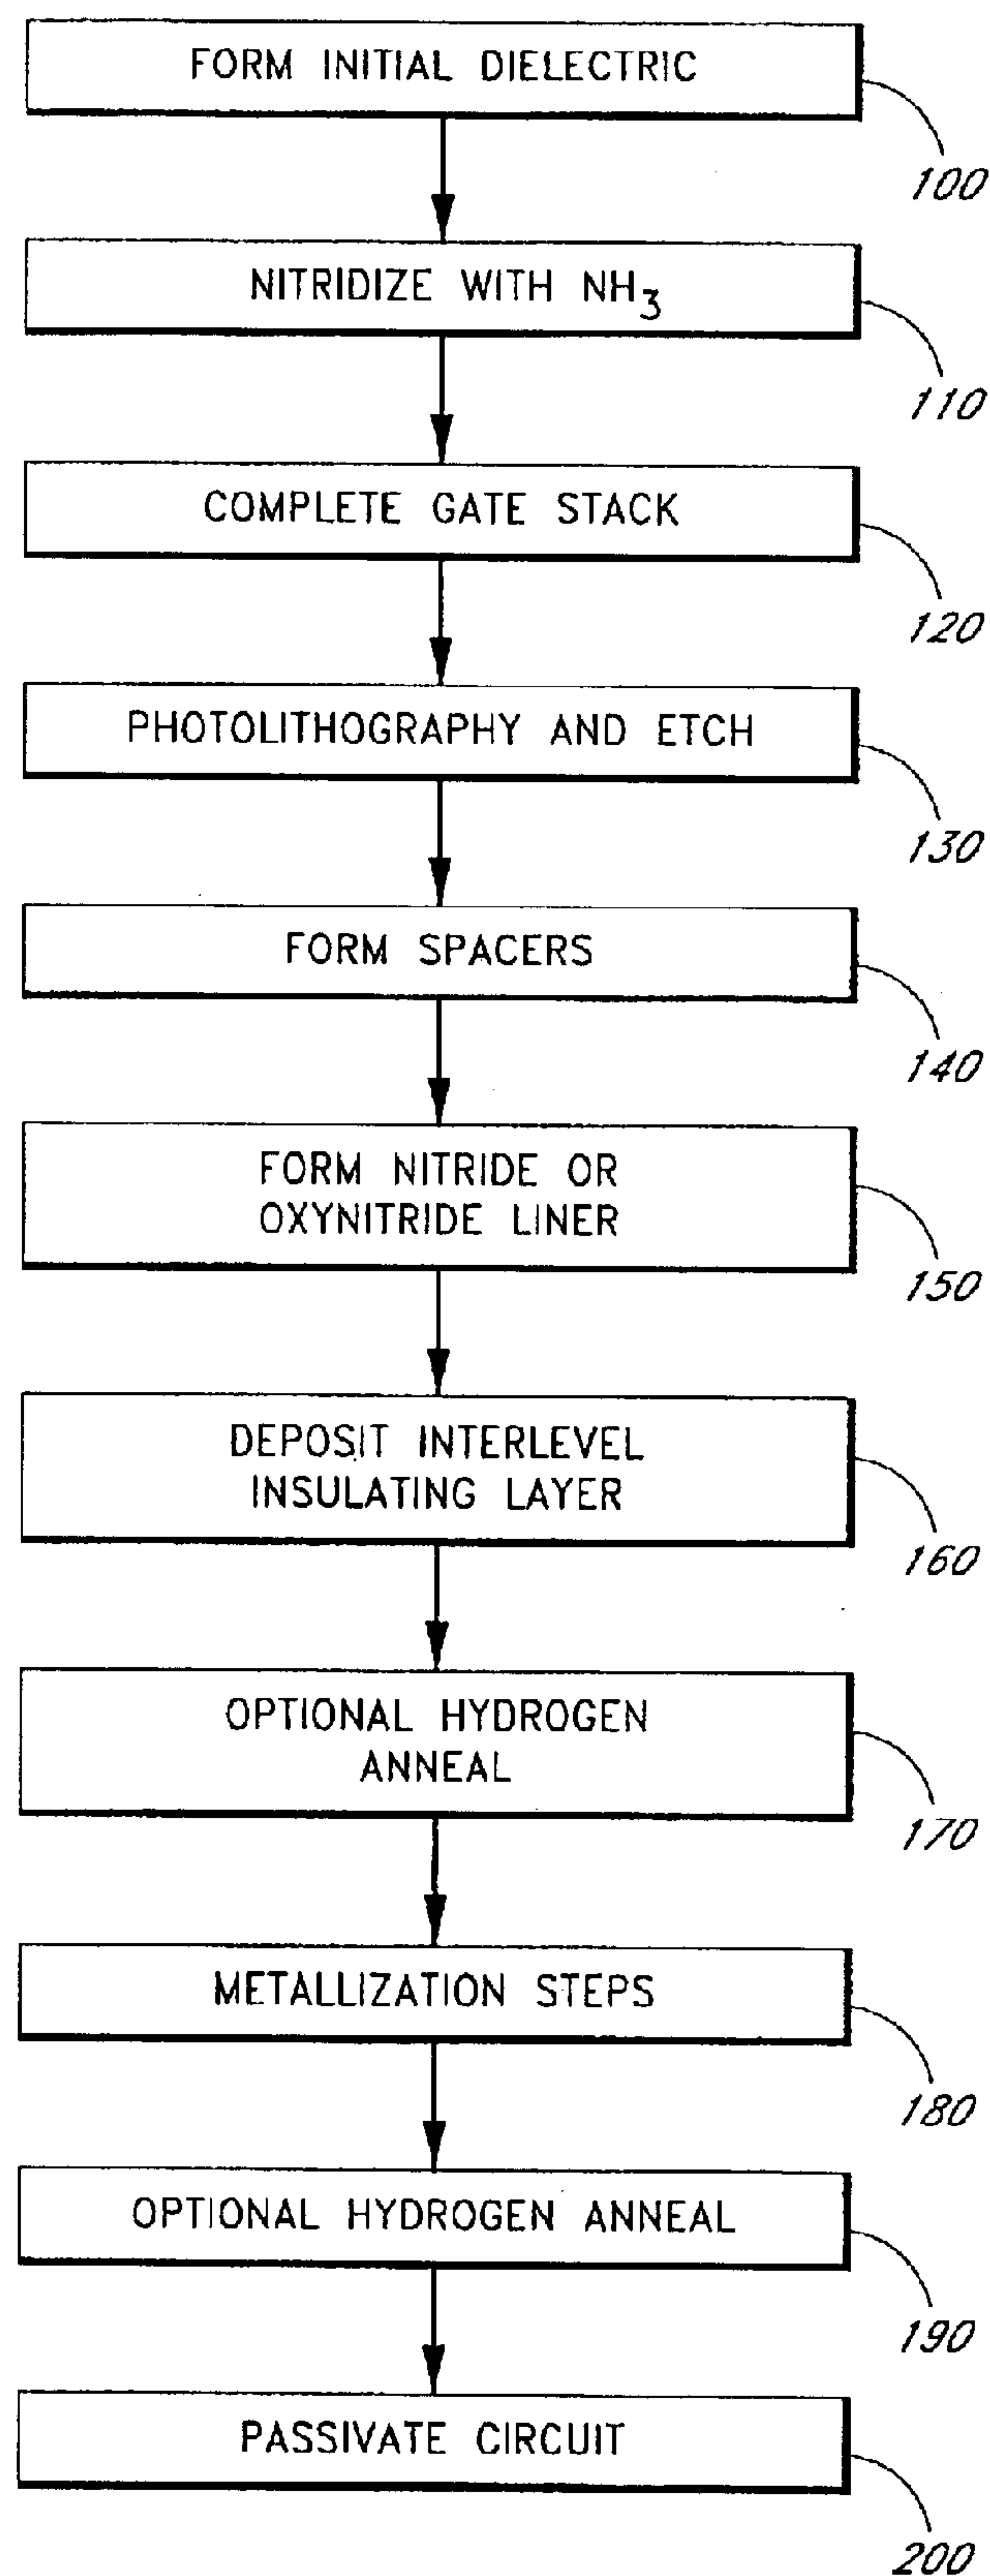 FORM INITIAL DIELECTRIC
100
NITRIDIZE WITH NH3
110
COMPLETE GATE STACK
120
PHOTOLITHOGRAPHY AND ETCH
130
FORM SPACERS
140
FORM NITRIDE OR
OXYNITRIDE LINER
150
DEPOSIT INTERLEVEL
INSULATING LAYER
160
OPTIONAL HYDROGEN
ANNEAL
170
METALLIZATION STEPS
180
OPTIONAL HYDROGEN ANNEAL
190
PASSIVATE CIRCUIT
200